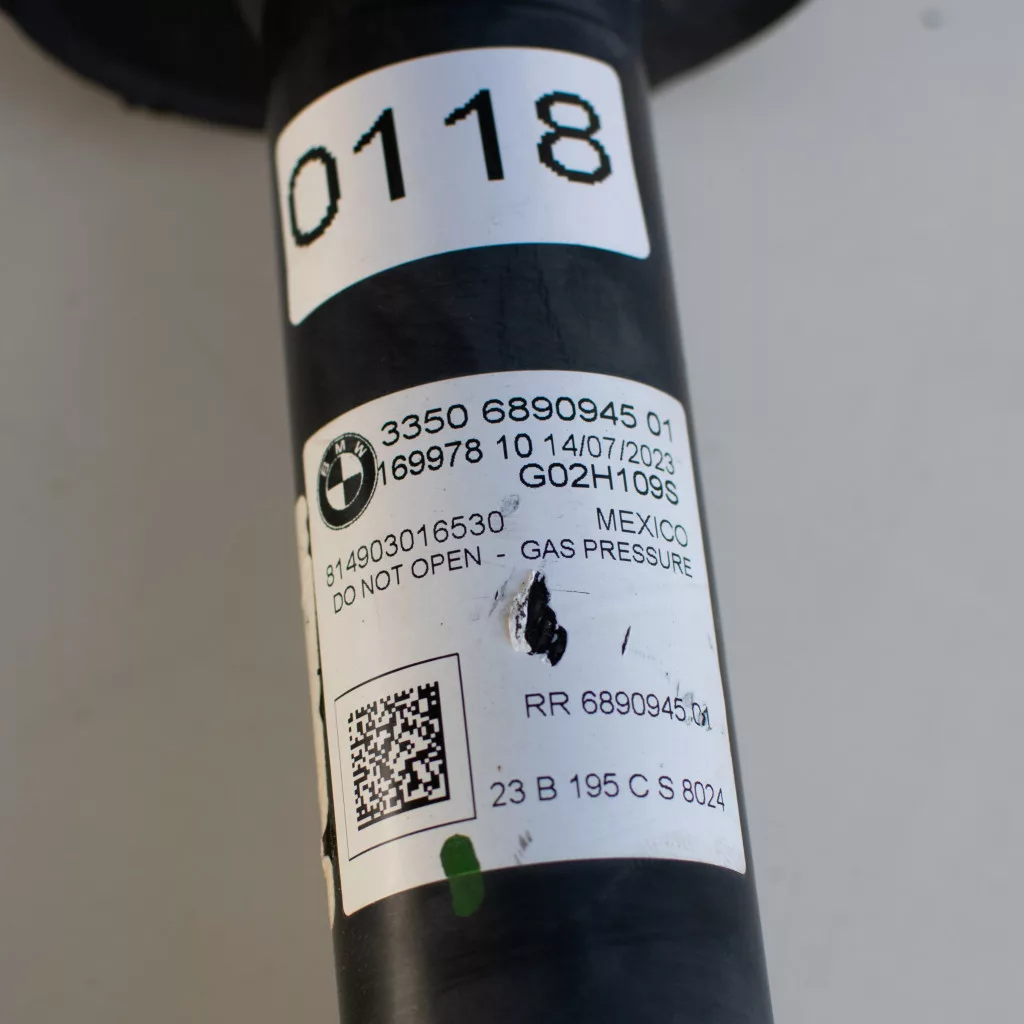 0118
BMW
3350 6890945 01
169978 10 14/07/2023
G02H109S
814903016530 MEXICO
DO NOT OPEN - GAS PRESSURE
RR 6890945 01
23 B 195 C S 8024